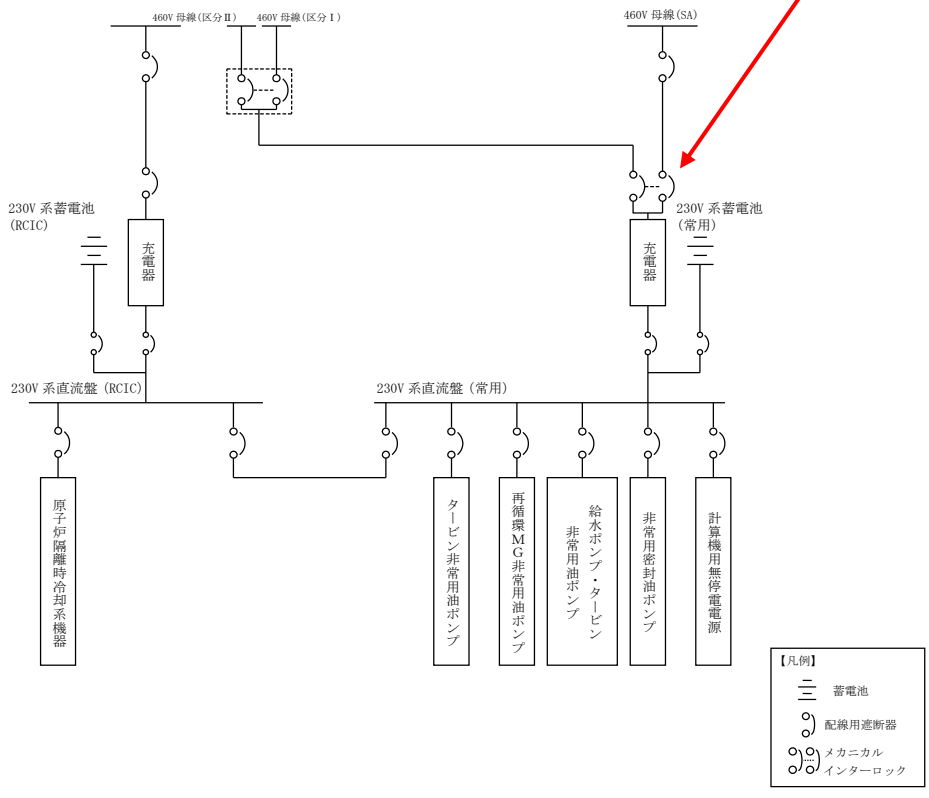 460V 母線(区分Ⅱ)
460V 母線(区分Ⅰ)
460V 母線(SA)
230V 系蓄電池
(RCIC)
充電器
充電器
230V 系蓄電池
(常用)
230V 系直流盤 (RCIC)
230V 系直流盤 (常用)
原子炉隔離時冷却系機器
タービン非常用油ポンプ
再循環MG非常用油ポンプ
給水ポンプ・タービン
非常用油ポンプ
非常用密封油ポンプ
計算機用無停電電源
【凡例】
蓄電池
配線用遮断器
メカニカル
インターロック